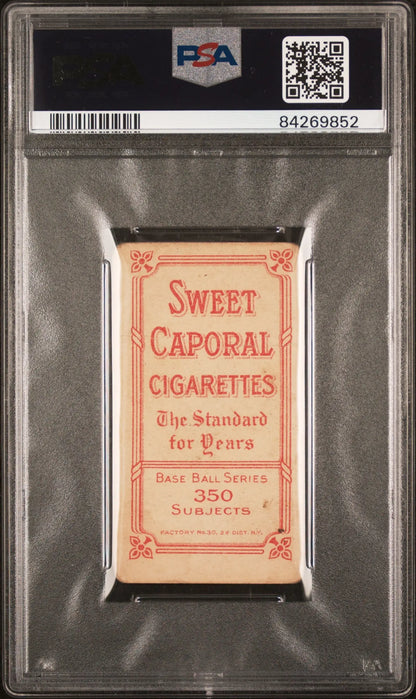 PSA
84269852
SWEET
CAPORAL
CIGARETTES
The Standard
for Years
BASE BALL SERIES
350
SUBJECTS
FACTORY No. 30, 2d DIST. N.Y.